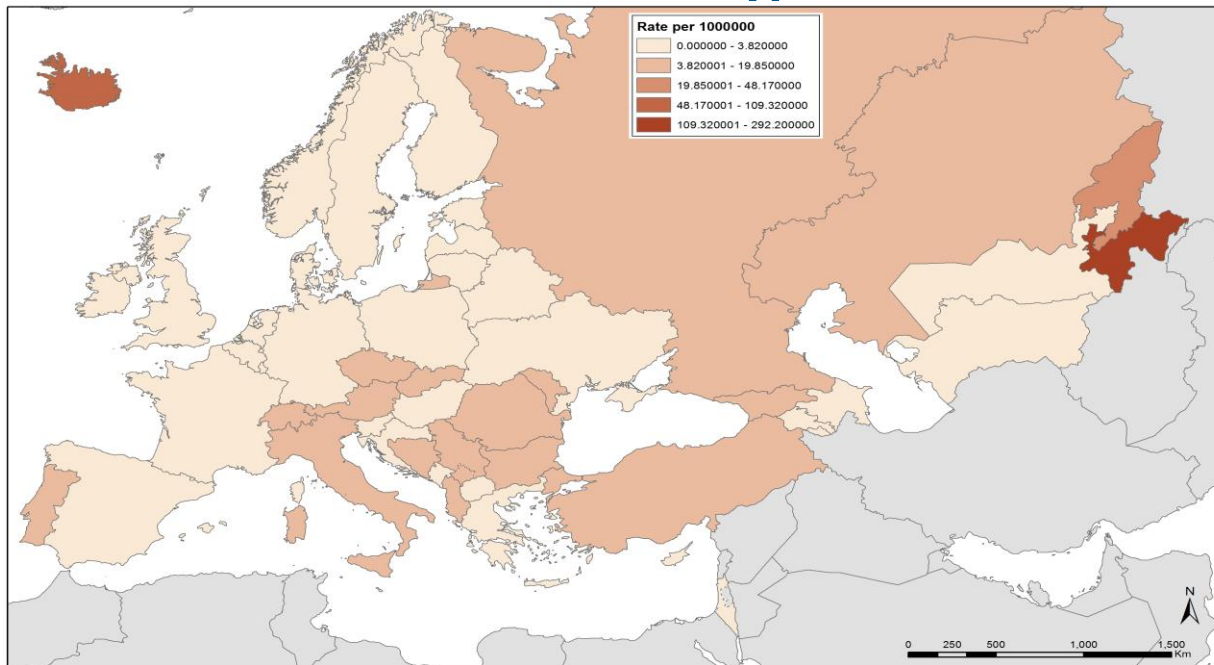 Rate per 1000000
0.000000 - 3.820000
3.820001 - 19.850000
19.850001 - 48.170000
48.170001 - 109.320000
109.320001 - 292.200000
N
0 250 500 1,000 1,500
Km